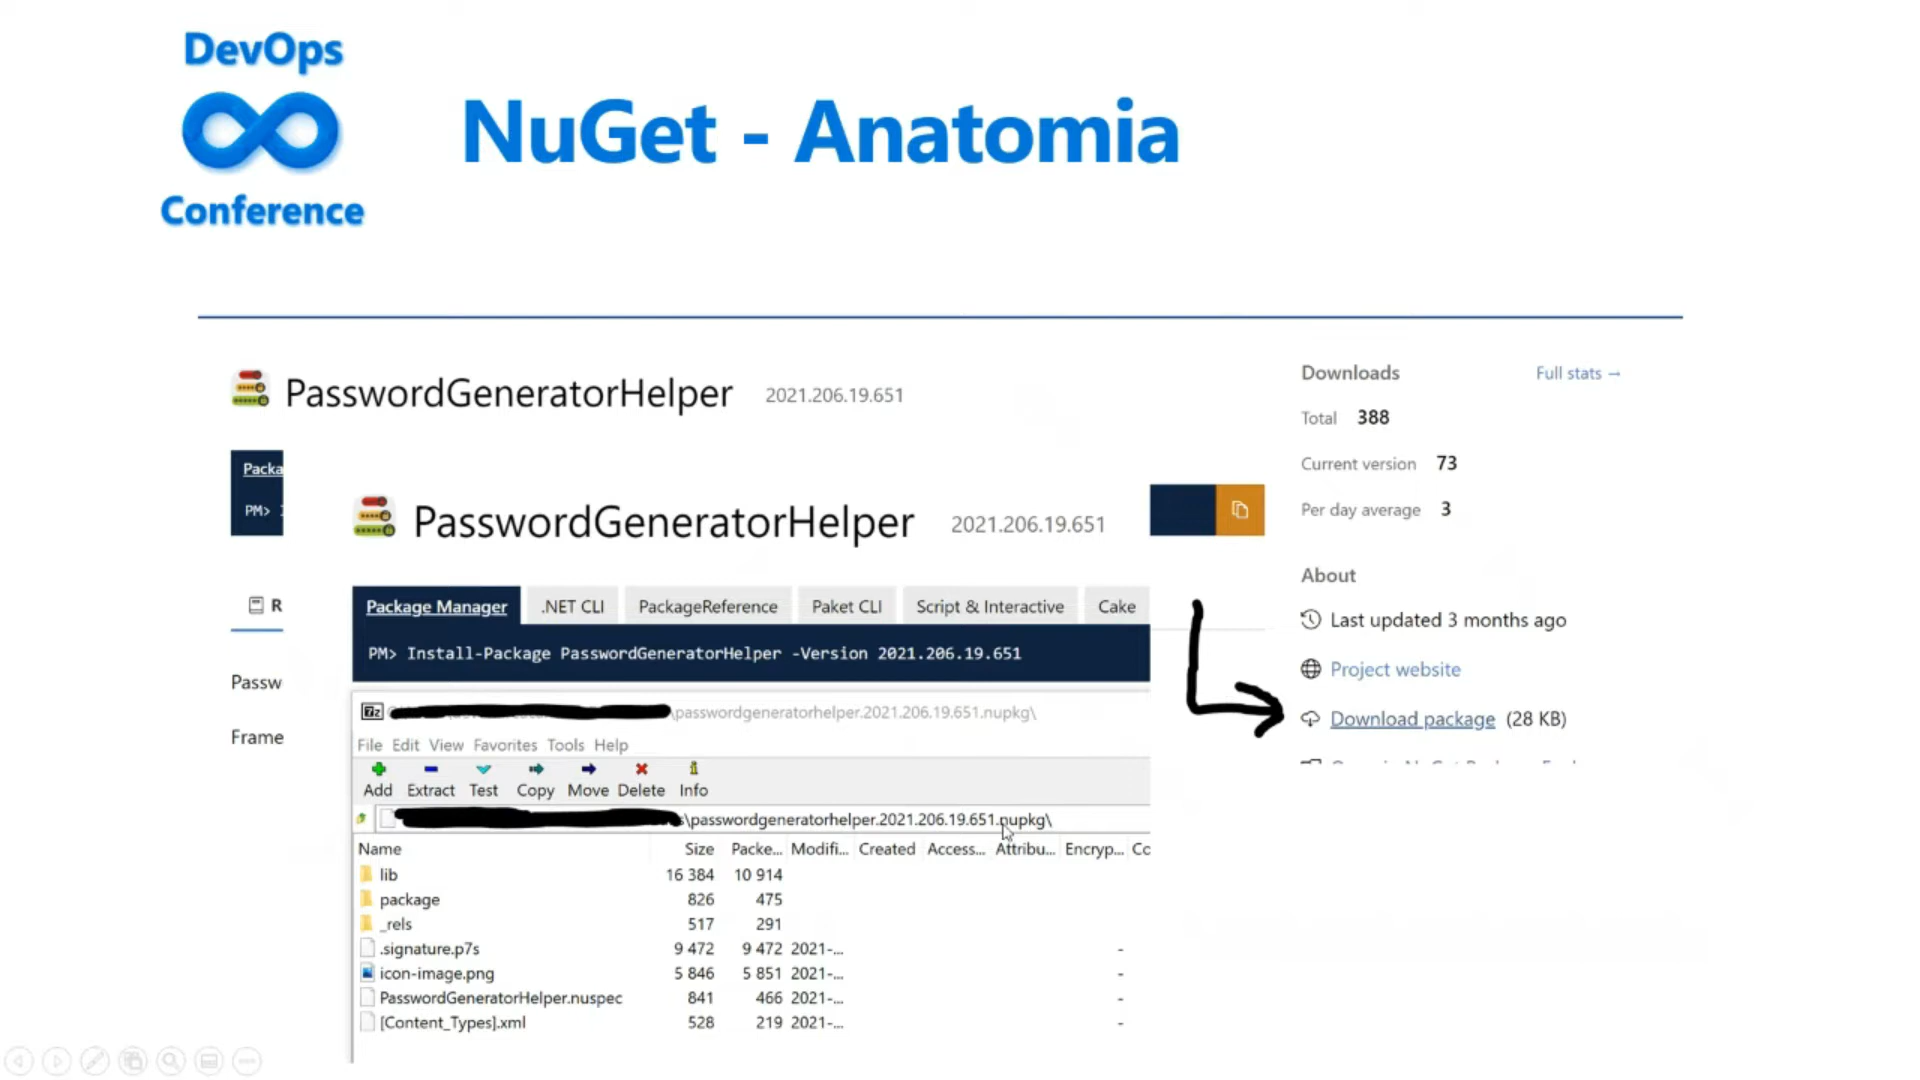 DevOps
Conference
NuGet - Anatomia
PasswordGeneratorHelper 2021.206.19.651
Packa
PM>
R
Passw
Frame
PasswordGeneratorHelper 2021.206.19.651
Package Manager .NET CLI PackageReference Paket CLI Script & Interactive Cake
PM> Install-Package PasswordGeneratorHelper -Version 2021.206.19.651
\passwordgeneratorhelper.2021.206.19.651.nupkg\
File Edit View Favorites Tools Help
Add Extract Test Copy Move Delete Info
\passwordgeneratorhelper.2021.206.19.651.nupkg\
Name Size Packe... Modifi... Created Access... Attribu... Encryp... Co
lib 16 384 10 914
package 826 475
_rels 517 291
.signature.p7s 9 472 9 472 2021-... -
icon-image.png 5 846 5 851 2021-... -
PasswordGeneratorHelper.nuspec 841 466 2021-... -
[Content_Types].xml 528 219 2021-... -
Downloads Full stats →
Total 388
Current version 73
Per day average 3
About
Last updated 3 months ago
Project website
Download package (28 KB)